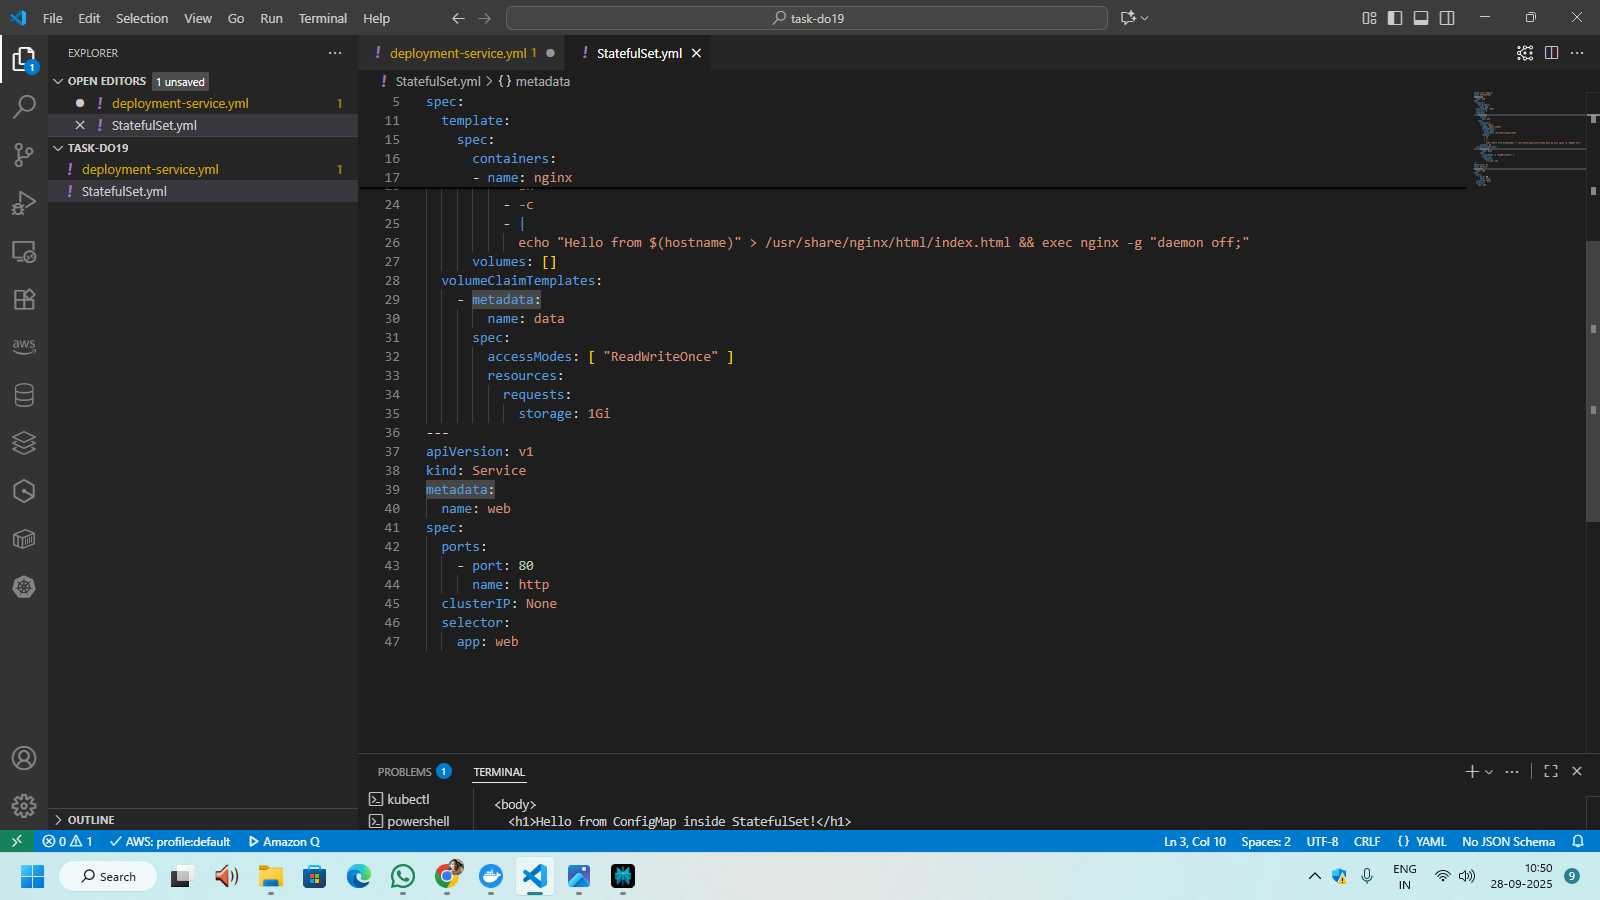 File Edit Selection View Go Run Terminal Help
task-do19
EXPLORER
OPEN EDITORS 1 unsaved
! deployment-service.yml 1
! StatefulSet.yml
TASK-DO19
! deployment-service.yml 1
! StatefulSet.yml
aws
OUTLINE
! deployment-service.yml 1
! StatefulSet.yml
! StatefulSet.yml > {} metadata
5 spec:
11 template:
15 spec:
16 containers:
17 - name: nginx
24 - -c
25 - |
26 echo "Hello from $(hostname)" > /usr/share/nginx/html/index.html && exec nginx -g "daemon off;"
27 volumes: []
28 volumeClaimTemplates:
29 - metadata:
30 name: data
31 spec:
32 accessModes: [ "ReadWriteOnce" ]
33 resources:
34 requests:
35 storage: 1Gi
36 ---
37 apiVersion: v1
38 kind: Service
39 metadata:
40 name: web
41 spec:
42 ports:
43 - port: 80
44 name: http
45 clusterIP: None
46 selector:
47 app: web
PROBLEMS 1 TERMINAL
kubectl
powershell
<body>
<h1>Hello from ConfigMap inside StatefulSet!</h1>
0 1 AWS: profile:default Amazon Q
Ln 3, Col 10 Spaces: 2 UTF-8 CRLF {} YAML No JSON Schema
Search
ENG
IN
10:50
28-09-2025
9